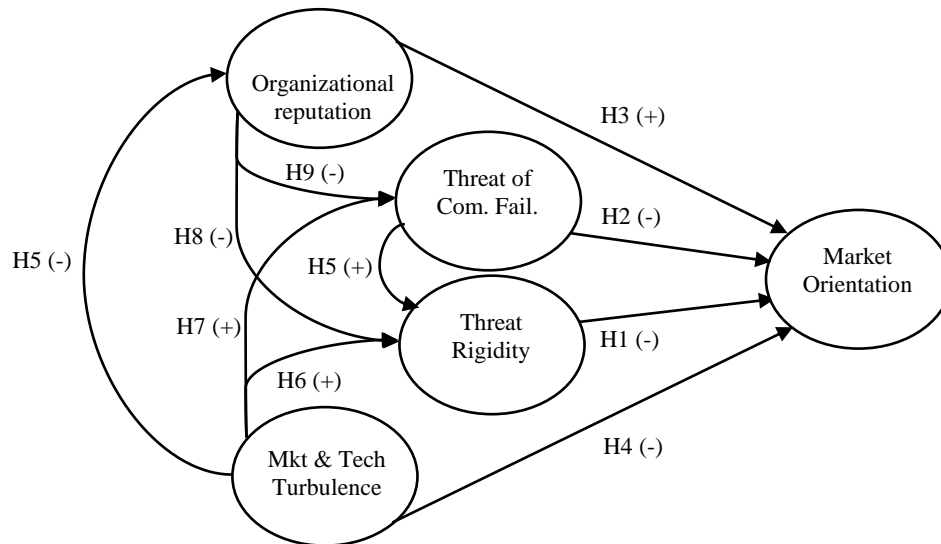 Organizational
reputation
H3 (+)
H9 (-)
Threat of
Com. Fail.
H2 (-)
H8 (-)
H5 (-)
H5 (+)
Market
Orientation
H7 (+)
Threat
Rigidity
H1 (-)
H6 (+)
H4 (-)
Mkt & Tech
Turbulence